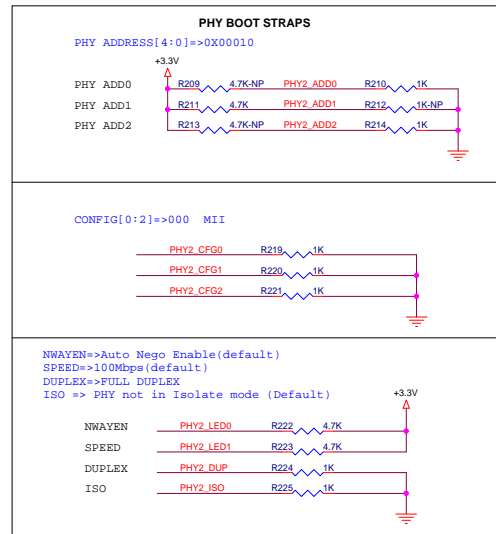 PHY BOOT STRAPS
PHY ADDRESS[4:0]=>0X00010
+3.3V
PHY ADD0 R209 4.7K-NP PHY2_ADD0 R210 1K
PHY ADD1 R211 4.7K PHY2_ADD1 R212 1K-NP
PHY ADD2 R213 4.7K-NP PHY2_ADD2 R214 1K
CONFIG[0:2]=>000 MII
PHY2_CFG0 R219 1K
PHY2_CFG1 R220 1K
PHY2_CFG2 R221 1K
NWAYEN=>Auto Nego Enable(default)
SPEED=>100Mbps(default)
DUPLEX=>FULL DUPLEX
ISO => PHY not in Isolate mode (Default)
+3.3V
NWAYEN PHY2_LED0 R222 4.7K
SPEED PHY2_LED1 R223 4.7K
DUPLEX PHY2_DUP R224 1K
ISO PHY2_ISO R225 1K